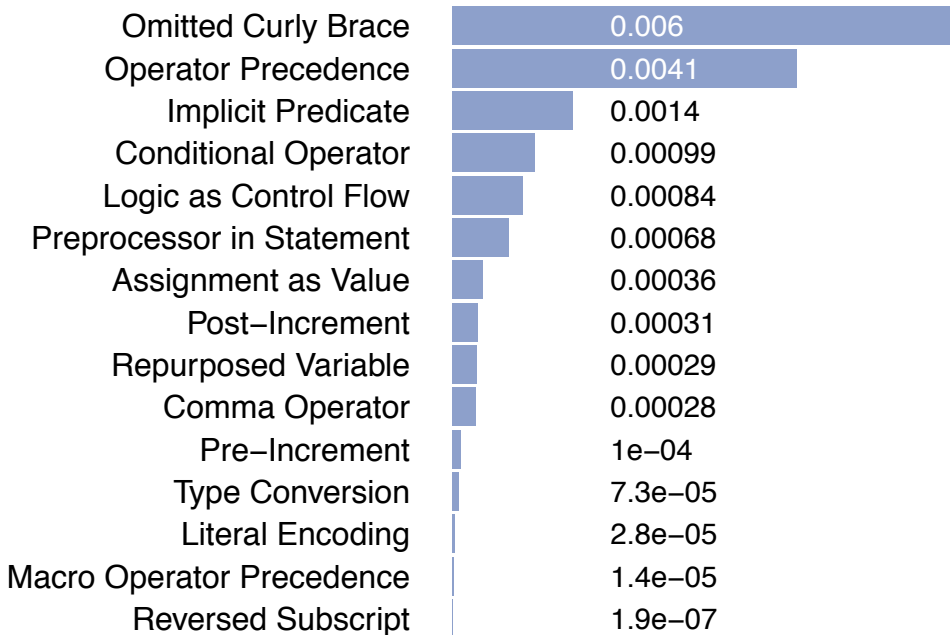 Omitted Curly Brace 0.006
Operator Precedence 0.0041
Implicit Predicate 0.0014
Conditional Operator 0.00099
Logic as Control Flow 0.00084
Preprocessor in Statement 0.00068
Assignment as Value 0.00036
Post−Increment 0.00031
Repurposed Variable 0.00029
Comma Operator 0.00028
Pre−Increment 1e−04
Type Conversion 7.3e−05
Literal Encoding 2.8e−05
Macro Operator Precedence 1.4e−05
Reversed Subscript 1.9e−07